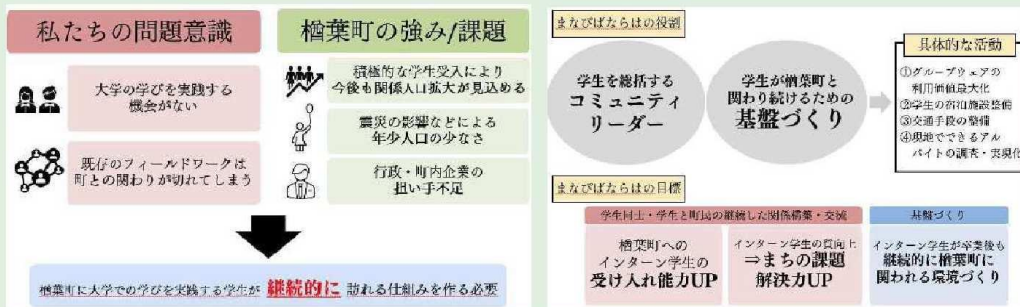 私たちの問題意識
大学の学びを実践する
機会がない
既存のフィールドワークは
町との関わりが切れてしまう
楢葉町の強み/課題
積極的な学生受入により
今後も関係人口拡大が見込める
震災の影響などによる
年少人口の少なさ
行政・町内企業の
担い手不足
楢葉町に大学での学びを実践する学生が 継続的に 訪れる仕組みを作る必要
まなびばならはの役割
学生を総括する
コミュニティ
リーダー
学生が楢葉町と
関わり続けるための
基盤づくり
具体的な活動
①グループウェアの
利用価値最大化
②学生の宿泊施設整備
③交通手段の整備
④現地でできるアル
バイトの調査・実現化
まなびばならはの目標
学生同士・学生と町民の継続した関係構築・交流
楢葉町への
インターン学生の
受け入れ能力UP
インターン学生の質向上
⇒まちの課題
解決力UP
基盤づくり
インターン学生が卒業後も
継続的に楢葉町に
関われる環境づくり